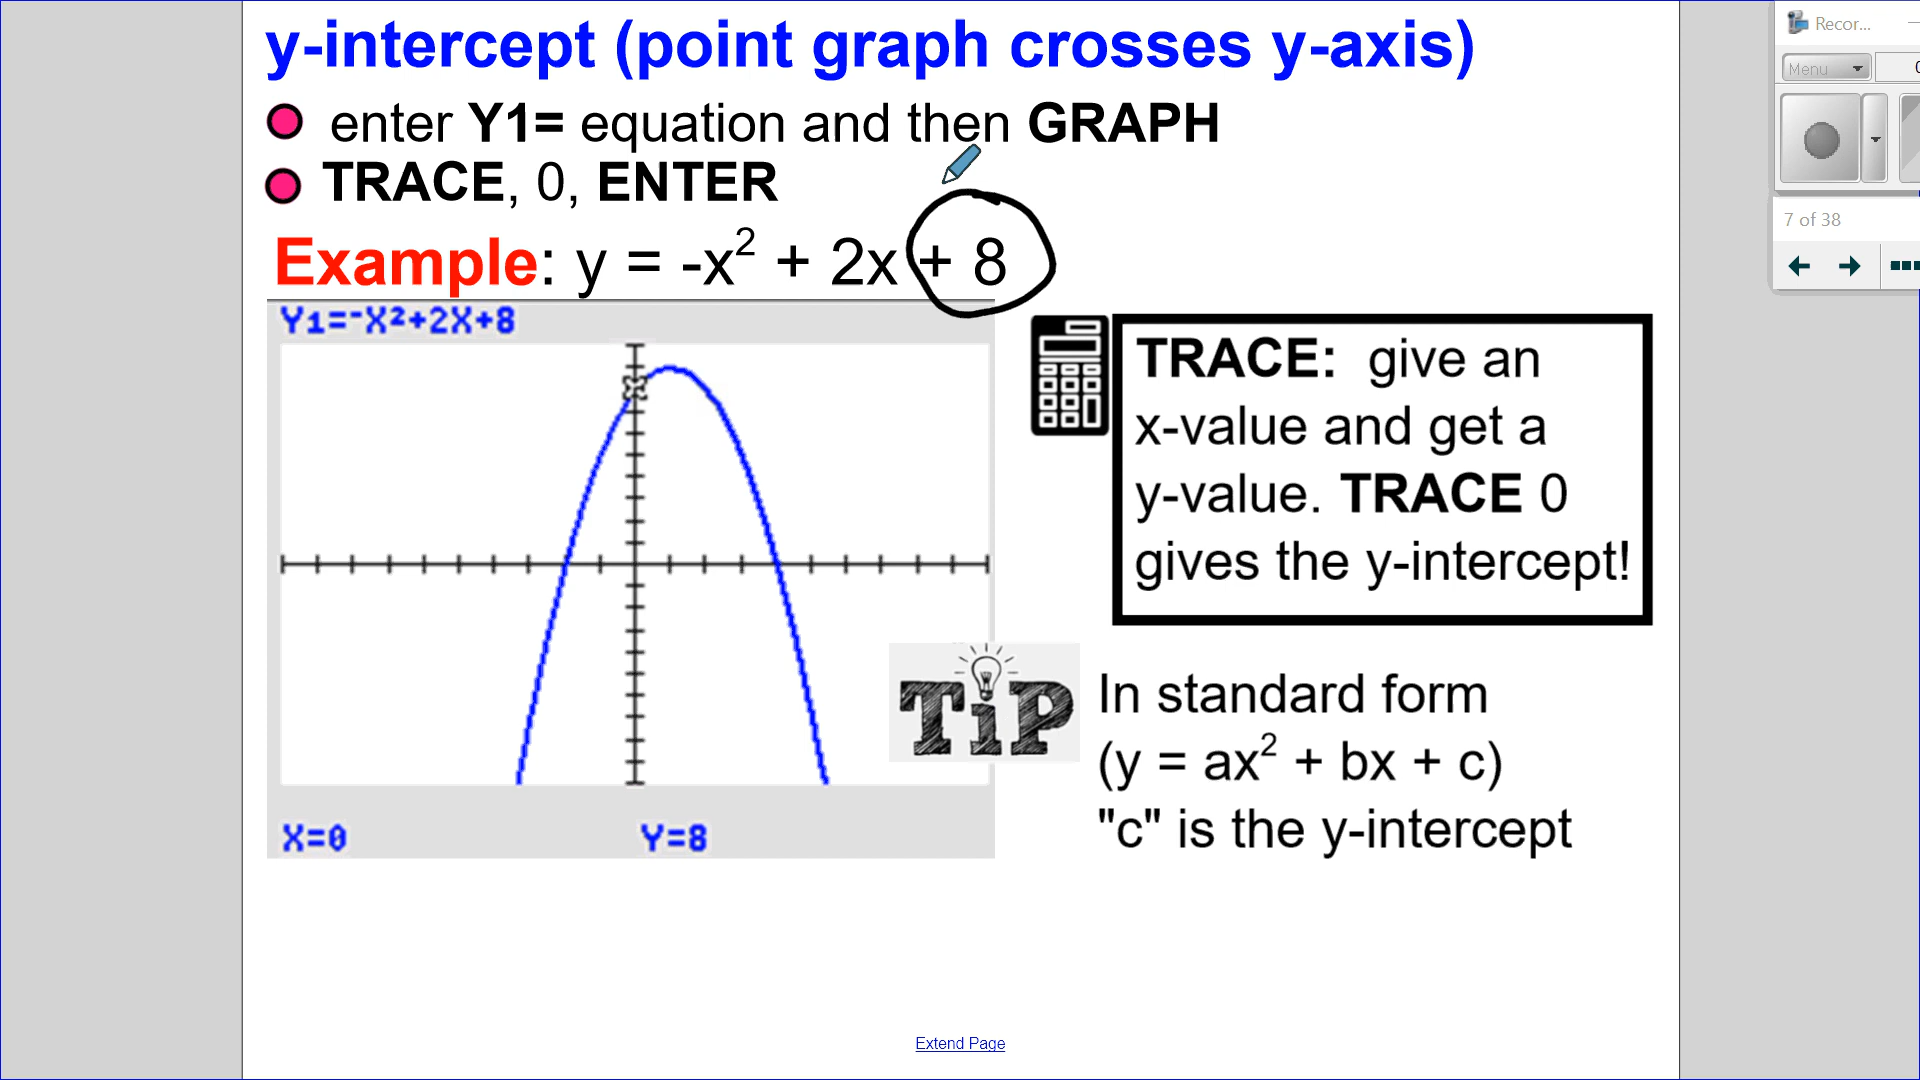 y-intercept (point graph crosses y-axis)
enter Y1= equation and then GRAPH
TRACE, 0, ENTER
Example: y = -x² + 2x + 8
Y1=-X²+2X+8
X=0 Y=8
TRACE: give an
x-value and get a
y-value. TRACE 0
gives the y-intercept!
TiP
In standard form
(y = ax² + bx + c)
"c" is the y-intercept
Extend Page
Recor...
Menu
7 of 38